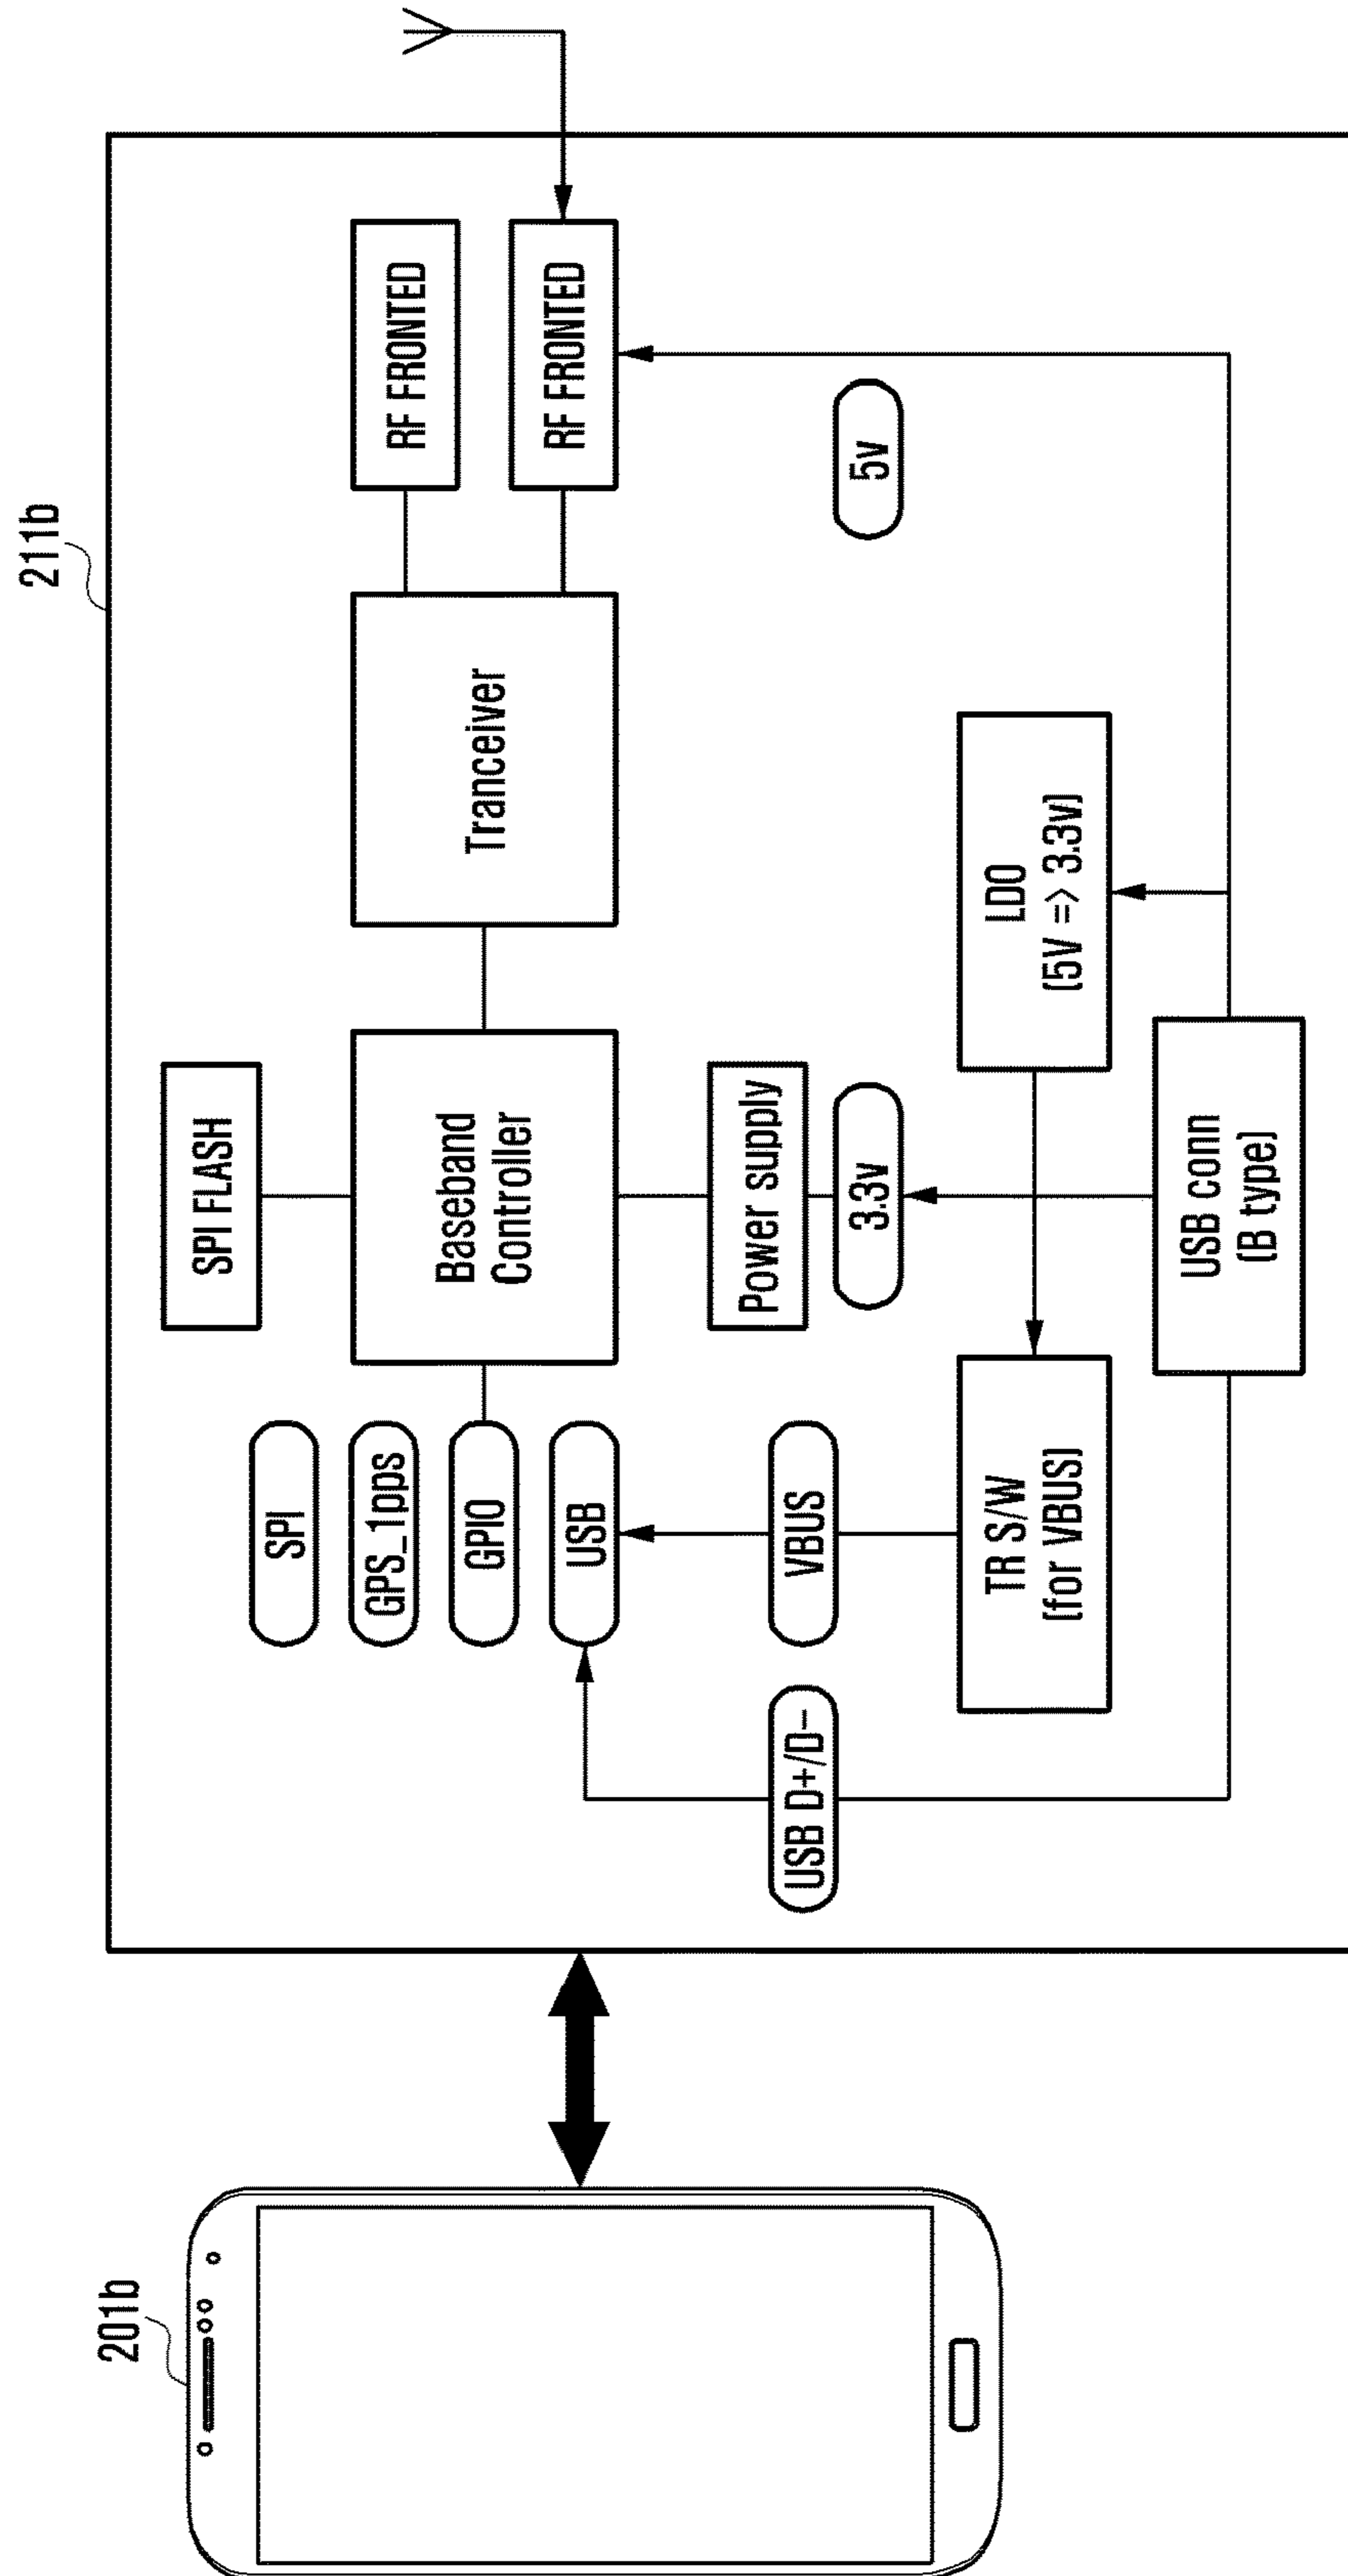 201b
211b
SPI
GPS_1pps
GPIO
USB
USB D+/D−
VBUS
TR S/W
(for VBUS)
SPI FLASH
Baseband
Controller
Power supply
3.3v
USB conn
(B type)
Tranceiver
LDO
(5V => 3.3v)
RF FRONTED
RF FRONTED
5v